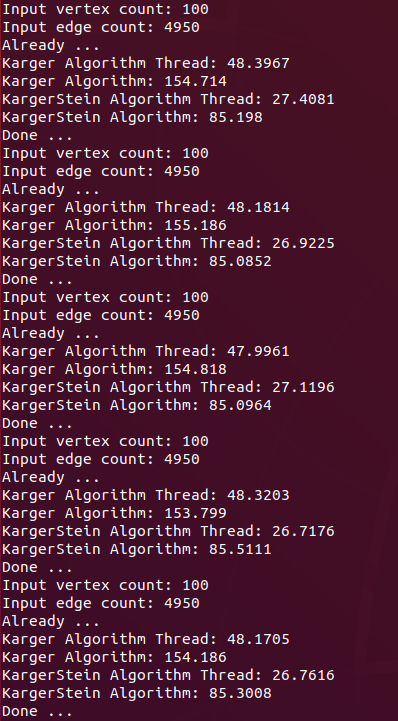 Input vertex count: 100
Input edge count: 4950
Already ...
Karger Algorithm Thread: 48.3967
Karger Algorithm: 154.714
KargerStein Algorithm Thread: 27.4081
KargerStein Algorithm: 85.198
Done ...
Input vertex count: 100
Input edge count: 4950
Already ...
Karger Algorithm Thread: 48.1814
Karger Algorithm: 155.186
KargerStein Algorithm Thread: 26.9225
KargerStein Algorithm: 85.0852
Done ...
Input vertex count: 100
Input edge count: 4950
Already ...
Karger Algorithm Thread: 47.9961
Karger Algorithm: 154.818
KargerStein Algorithm Thread: 27.1196
KargerStein Algorithm: 85.0964
Done ...
Input vertex count: 100
Input edge count: 4950
Already ...
Karger Algorithm Thread: 48.3203
Karger Algorithm: 153.799
KargerStein Algorithm Thread: 26.7176
KargerStein Algorithm: 85.5111
Done ...
Input vertex count: 100
Input edge count: 4950
Already ...
Karger Algorithm Thread: 48.1705
Karger Algorithm: 154.186
KargerStein Algorithm Thread: 26.7616
KargerStein Algorithm: 85.3008
Done ...